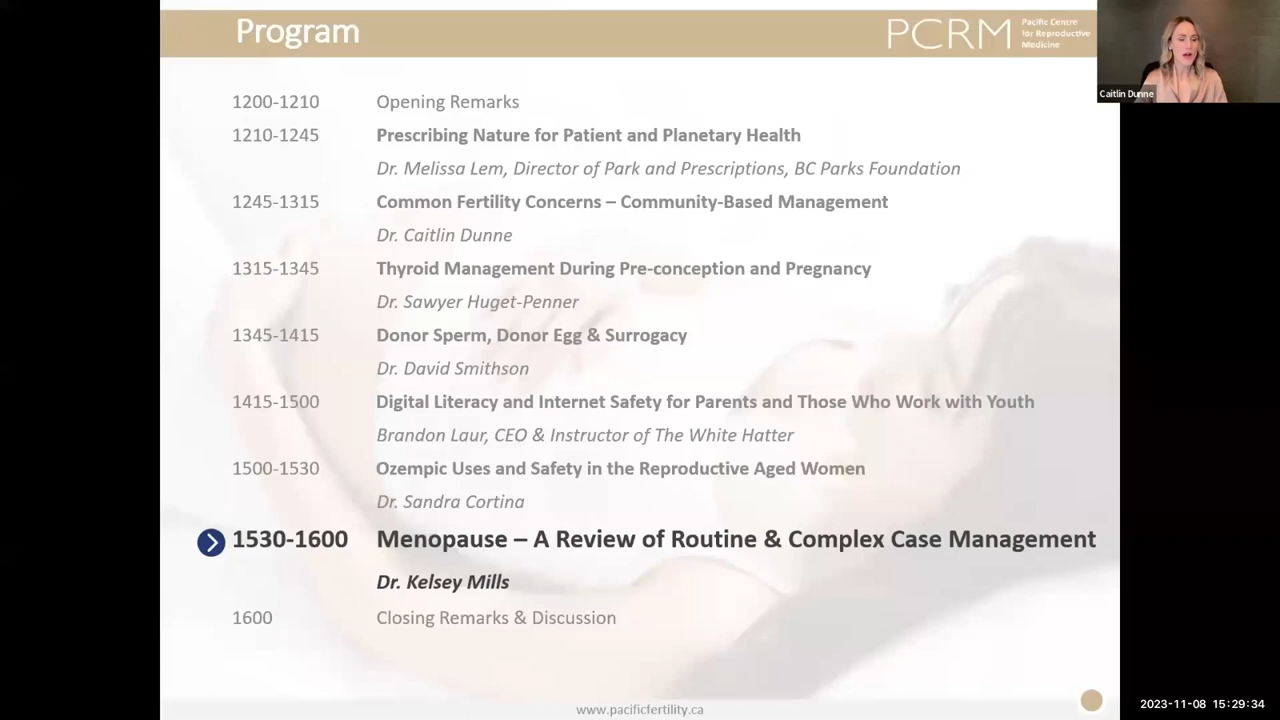 Program
PCRM
Pacific Centre
for Reproductive
Medicine
Caitlin Dunne
1200-1210 Opening Remarks
1210-1245 Prescribing Nature for Patient and Planetary Health
Dr. Melissa Lem, Director of Park and Prescriptions, BC Parks Foundation
1245-1315 Common Fertility Concerns – Community-Based Management
Dr. Caitlin Dunne
1315-1345 Thyroid Management During Pre-conception and Pregnancy
Dr. Sawyer Huget-Penner
1345-1415 Donor Sperm, Donor Egg & Surrogacy
Dr. David Smithson
1415-1500 Digital Literacy and Internet Safety for Parents and Those Who Work with Youth
Brandon Laur, CEO & Instructor of The White Hatter
1500-1530 Ozempic Uses and Safety in the Reproductive Aged Women
Dr. Sandra Cortina
1530-1600 Menopause – A Review of Routine & Complex Case Management
Dr. Kelsey Mills
1600 Closing Remarks & Discussion
www.pacificfertility.ca
2023-11-08 15:29:34